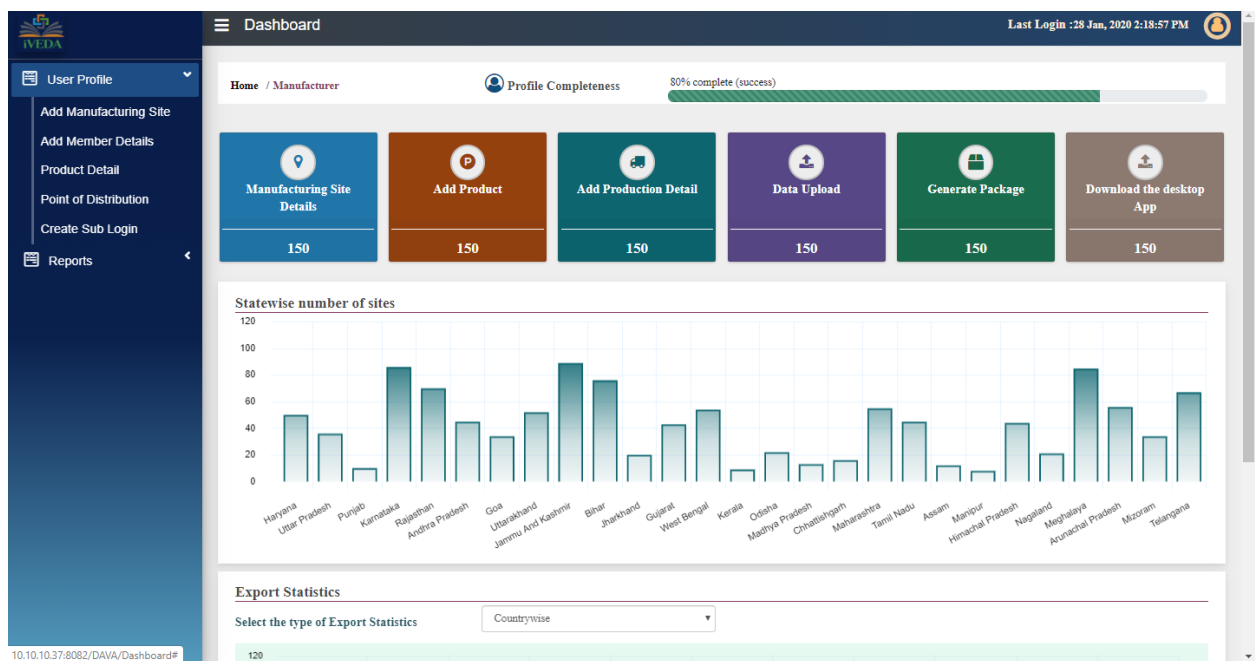 iVEDA
Dashboard
Last Login :28 Jan, 2020 2:18:57 PM
User Profile
Add Manufacturing Site
Add Member Details
Product Detail
Point of Distribution
Create Sub Login
Reports
Home / Manufacturer
Profile Completeness
80% complete (success)
Manufacturing Site
Details
150
P
Add Product
150
Add Production Detail
150
Data Upload
150
Generate Package
150
Download the desktop
App
150
Statewise number of sites
120
100
80
60
40
20
0
Haryana
Uttar Pradesh
Punjab
Karnataka
Rajasthan
Andhra Pradesh
Goa
Uttarakhand
Jammu And Kashmir
Bihar
Jharkhand
Gujarat
West Bengal
Kerala
Odisha
Madhya Pradesh
Chhattishgarh
Maharashtra
Tamil Nadu
Assam
Manipur
Himachal Pradesh
Nagaland
Meghalaya
Arunachal Pradesh
Mizoram
Telangana
Export Statistics
Select the type of Export Statistics
Countrywise
120
10.10.10.37:8082/DAVA/Dashboard#